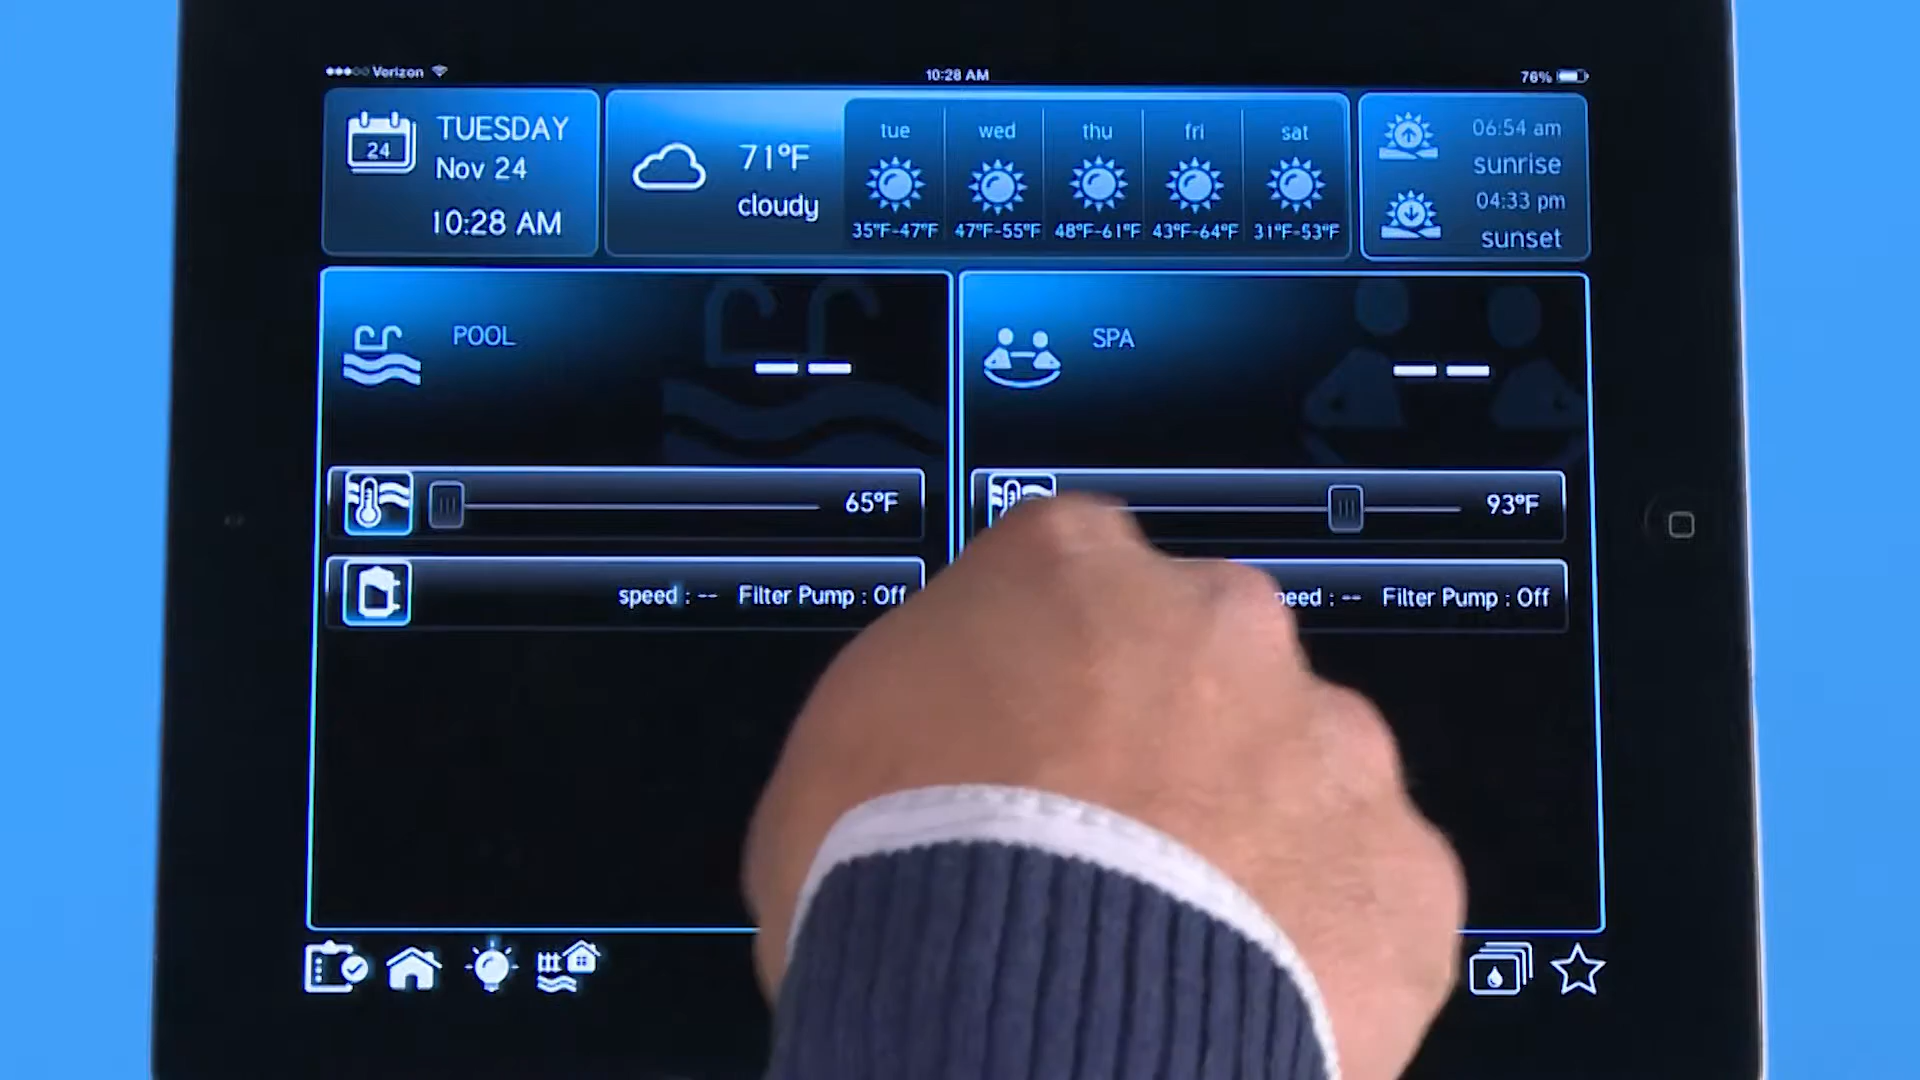 Verizon
10:28 AM
76%
24
TUESDAY
Nov 24
10:28 AM
71°F
cloudy
tue
wed
thu
fri
sat
35°F-47°F
47°F-55°F
48°F-61°F
43°F-64°F
31°F-53°F
06:54 am
sunrise
04:33 pm
sunset
POOL
-- 
65°F
speed : -- Filter Pump : Off
SPA
--
93°F
peed : -- Filter Pump : Off